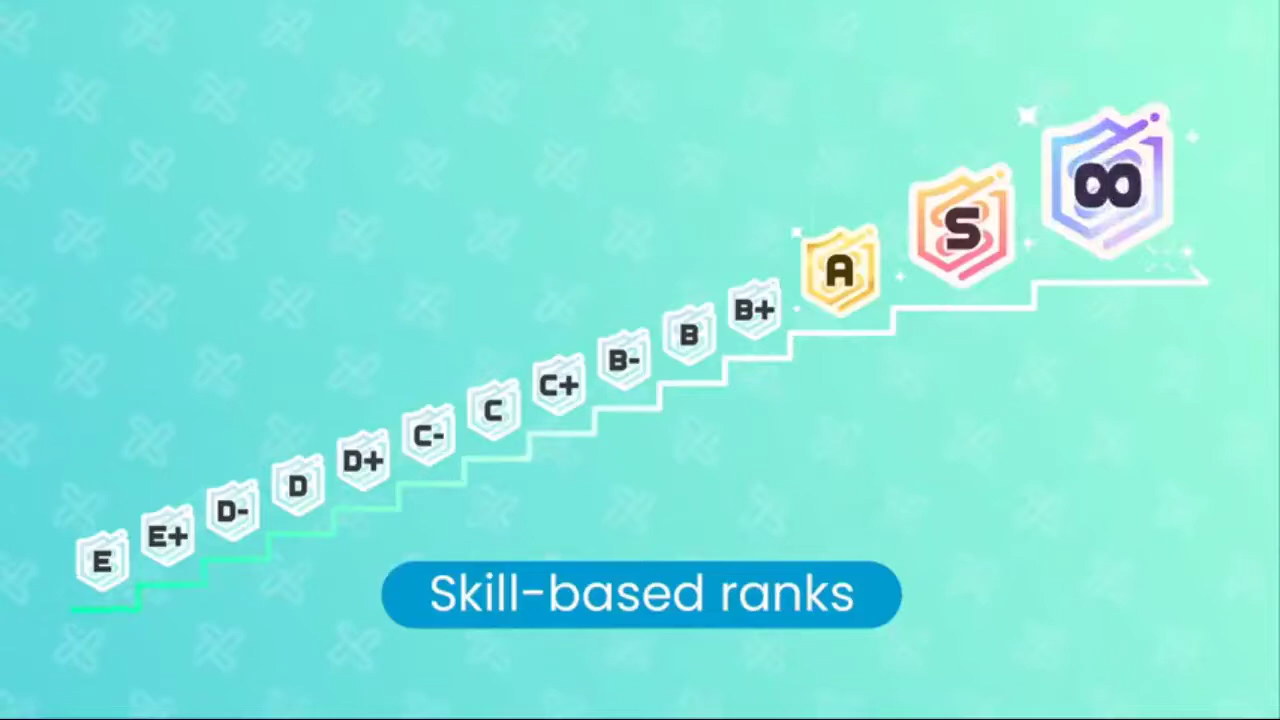 E
E+
D-
D
D+
C-
C
C+
B-
B
B+
A
S
∞
Skill-based ranks